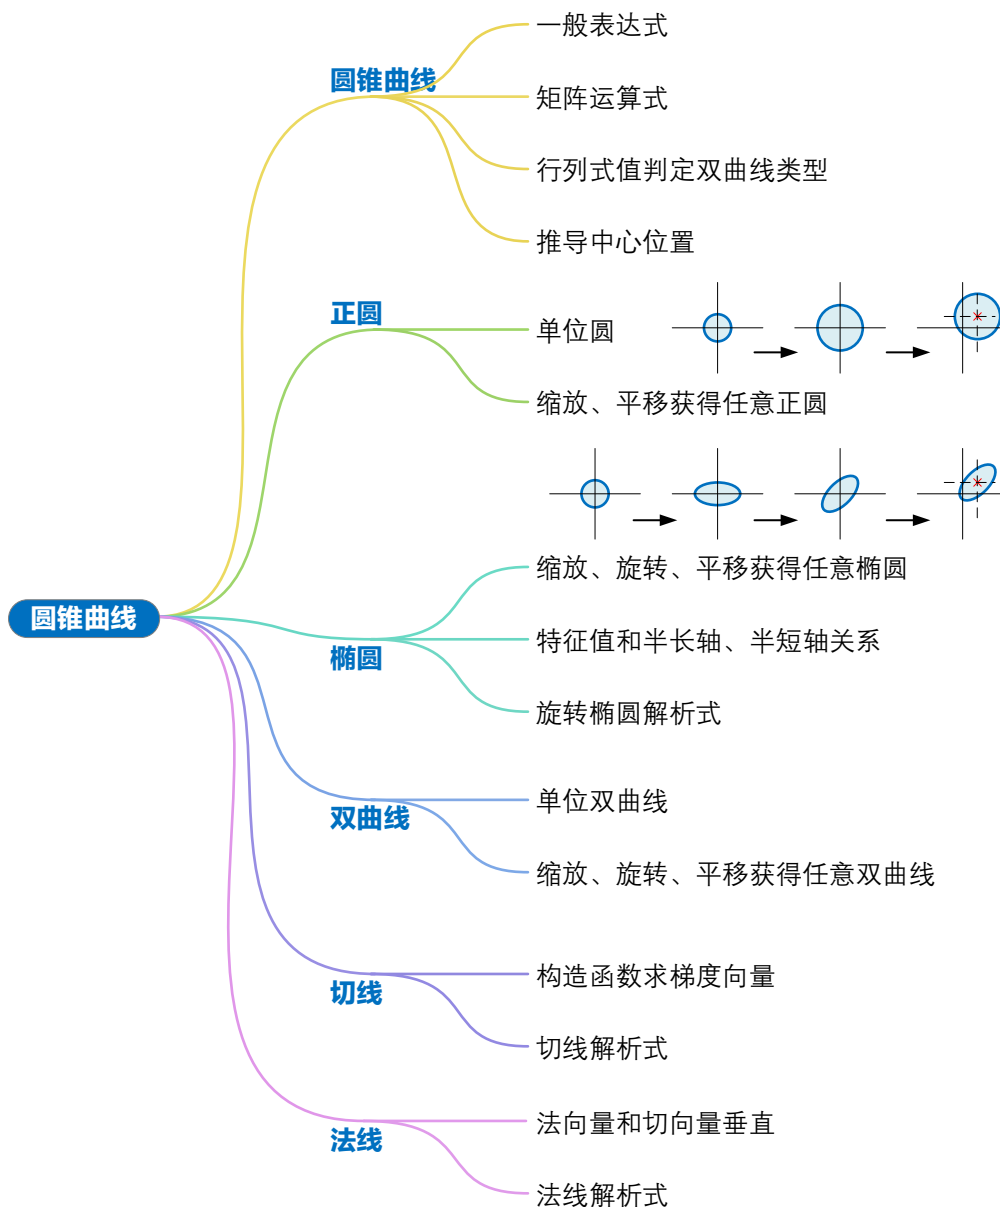 圆锥曲线
圆锥曲线
一般表达式
矩阵运算式
行列式值判定双曲线类型
推导中心位置
正圆
单位圆
缩放、平移获得任意正圆
椭圆
缩放、旋转、平移获得任意椭圆
特征值和半长轴、半短轴关系
旋转椭圆解析式
双曲线
单位双曲线
缩放、旋转、平移获得任意双曲线
切线
构造函数求梯度向量
切线解析式
法线
法向量和切向量垂直
法线解析式